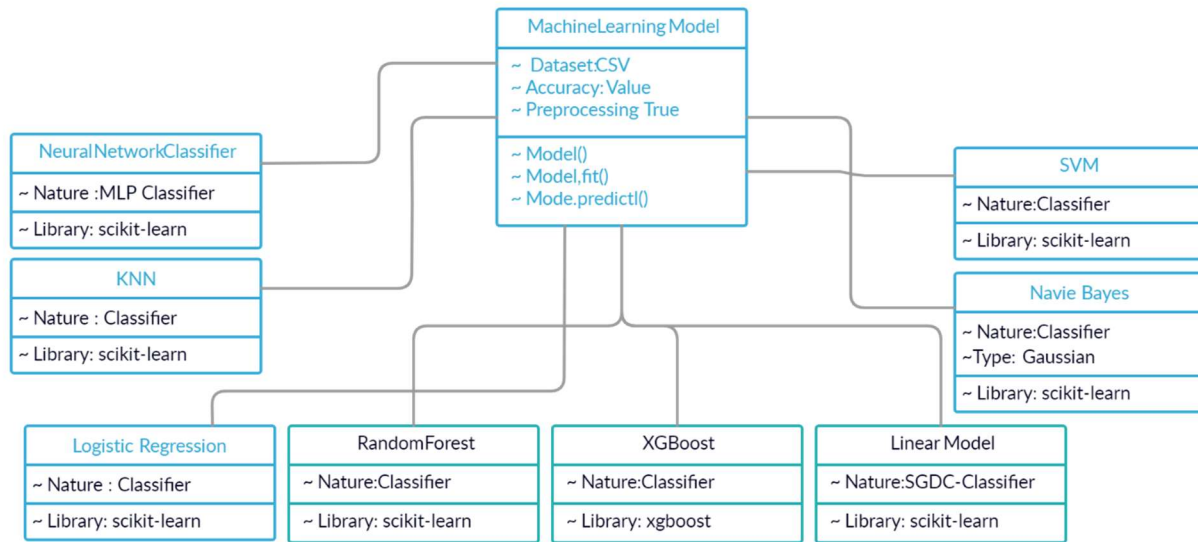 MachineLearning Model
~ Dataset:CSV
~ Accuracy: Value
~ Preprocessing True
~ Model()
~ Model,fit()
~ Mode.predictl()
NeuralNetworkClassifier
~ Nature :MLP Classifier
~ Library: scikit-learn
KNN
~ Nature : Classifier
~ Library: scikit-learn
SVM
~ Nature:Classifier
~ Library: scikit-learn
Navie Bayes
~ Nature:Classifier
~Type: Gaussian
~ Library: scikit-learn
Logistic Regression
~ Nature : Classifier
~ Library: scikit-learn
RandomForest
~ Nature:Classifier
~ Library: scikit-learn
XGBoost
~ Nature:Classifier
~ Library: xgboost
Linear Model
~ Nature:SGDC-Classifier
~ Library: scikit-learn